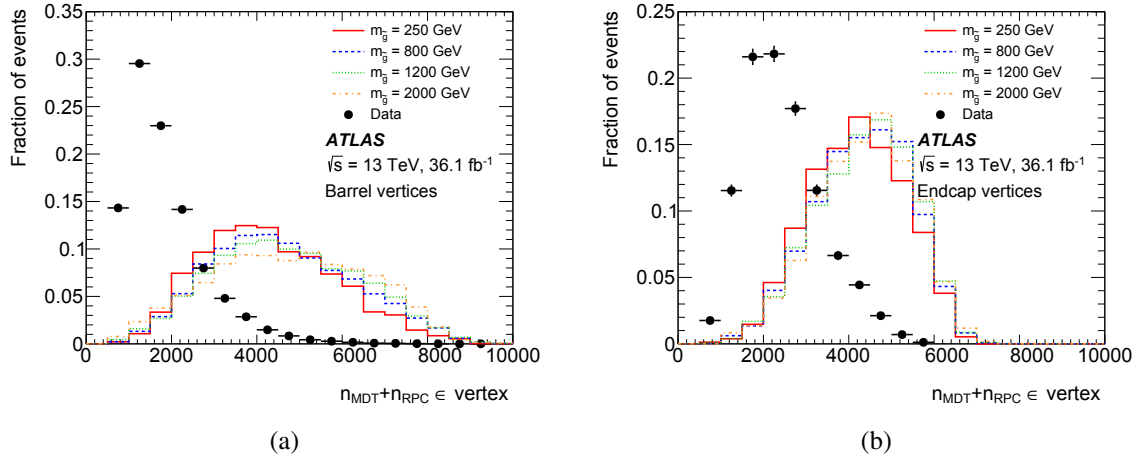 Fraction of events
0.35
0.3
0.25
0.2
0.15
0.1
0.05
0
m_g̃ = 250 GeV
m_g̃ = 800 GeV
m_g̃ = 1200 GeV
m_g̃ = 2000 GeV
Data
ATLAS
√s = 13 TeV, 36.1 fb⁻¹
Barrel vertices
0 2000 4000 6000 8000 10000
n_MDT+n_RPC ∈ vertex
(a)
Fraction of events
0.25
0.2
0.15
0.1
0.05
0
m_g̃ = 250 GeV
m_g̃ = 800 GeV
m_g̃ = 1200 GeV
m_g̃ = 2000 GeV
Data
ATLAS
√s = 13 TeV, 36.1 fb⁻¹
Endcap vertices
0 2000 4000 6000 8000 10000
n_MDT+n_RPC ∈ vertex
(b)